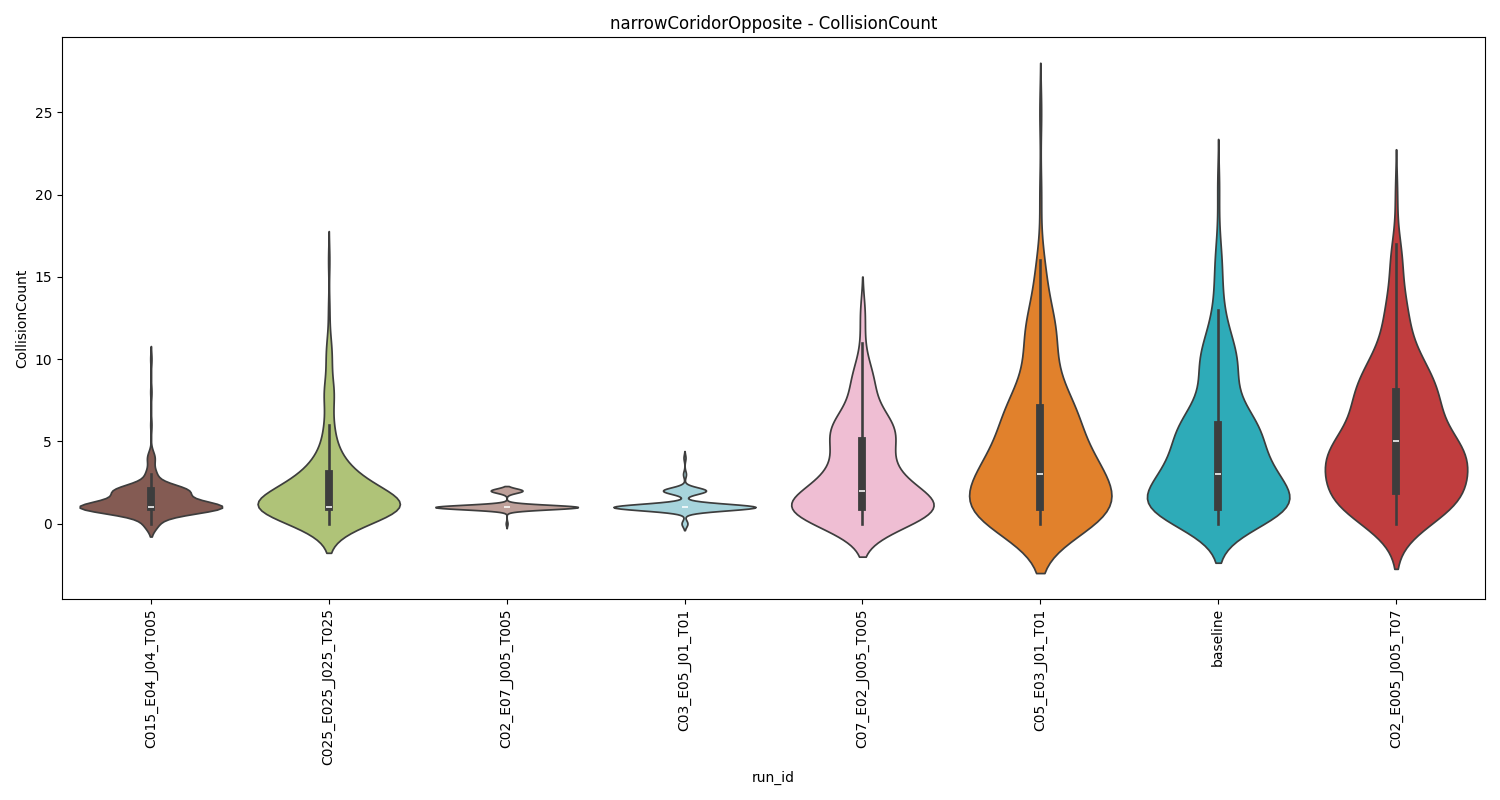 narrowCoridorOpposite - CollisionCount
CollisionCount
25
20
15
10
5
0
C015_E04_J04_T005
C025_E025_J025_T025
C02_E07_J005_T005
C03_E05_J01_T01
C07_E02_J005_T005
C05_E03_J01_T01
baseline
C02_E005_J005_T07
run_id